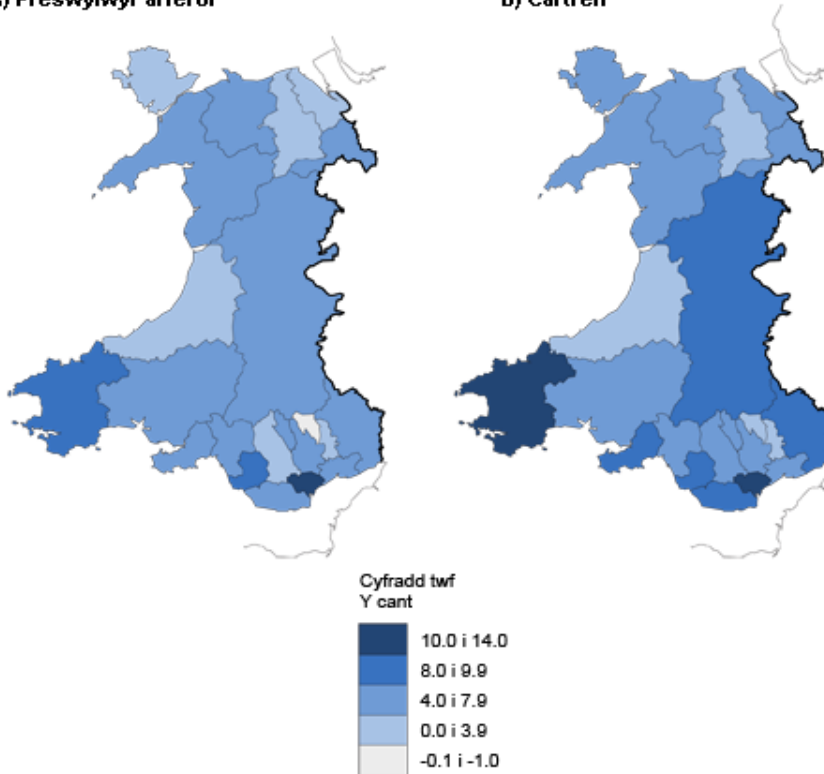 Preswylwyr arferol
b) Cartref
Cyfradd twf
Y cant
10.0 i 14.0
8.0 i 9.9
4.0 i 7.9
0.0 i 3.9
-0.1 i -1.0